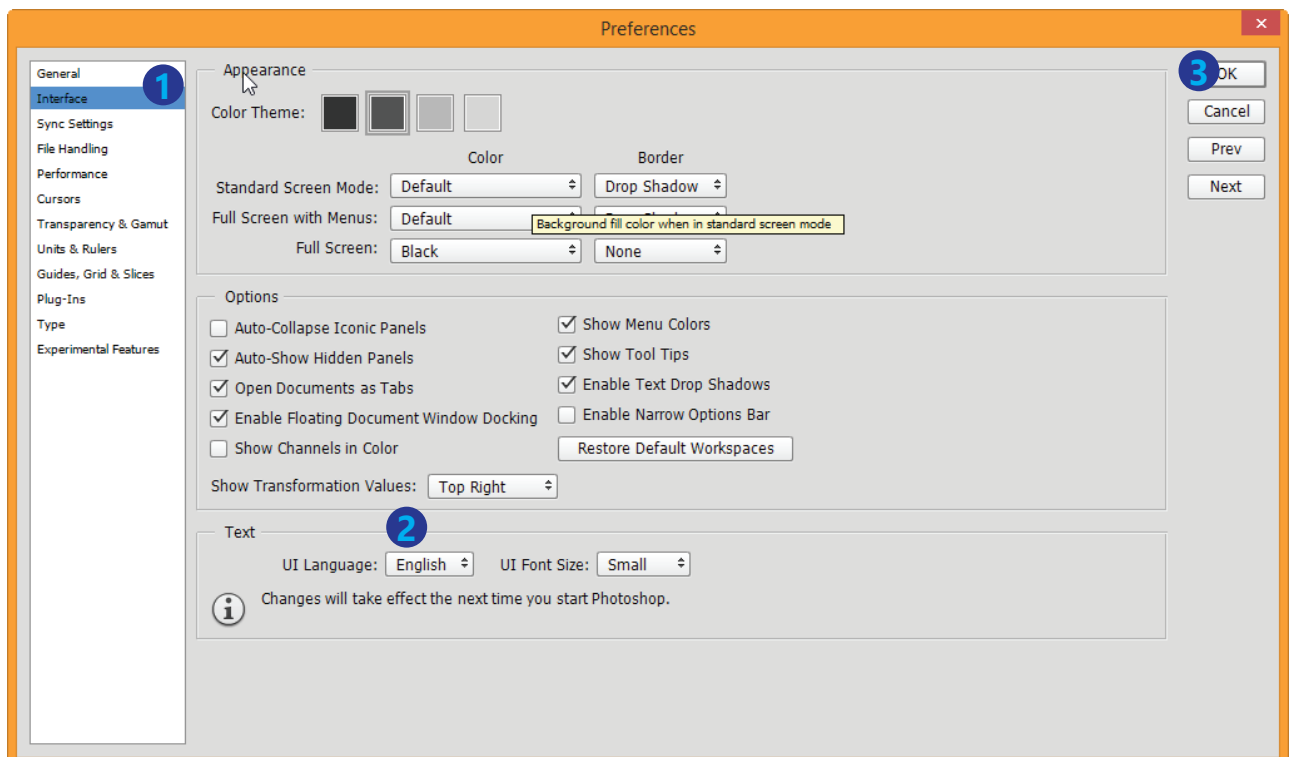 Preferences
General
Interface
Sync Settings
File Handling
Performance
Cursors
Transparency & Gamut
Units & Rulers
Guides, Grid & Slices
Plug-Ins
Type
Experimental Features
1
Appearance
Color Theme:
Color Border
Standard Screen Mode: Default Drop Shadow
Full Screen with Menus: Default
Background fill color when in standard screen mode
Full Screen: Black None
Options
Auto-Collapse Iconic Panels
Auto-Show Hidden Panels
Open Documents as Tabs
Enable Floating Document Window Docking
Show Channels in Color
Show Menu Colors
Show Tool Tips
Enable Text Drop Shadows
Enable Narrow Options Bar
Restore Default Workspaces
Show Transformation Values: Top Right
2
Text
UI Language: English UI Font Size: Small
Changes will take effect the next time you start Photoshop.
3
OK
Cancel
Prev
Next